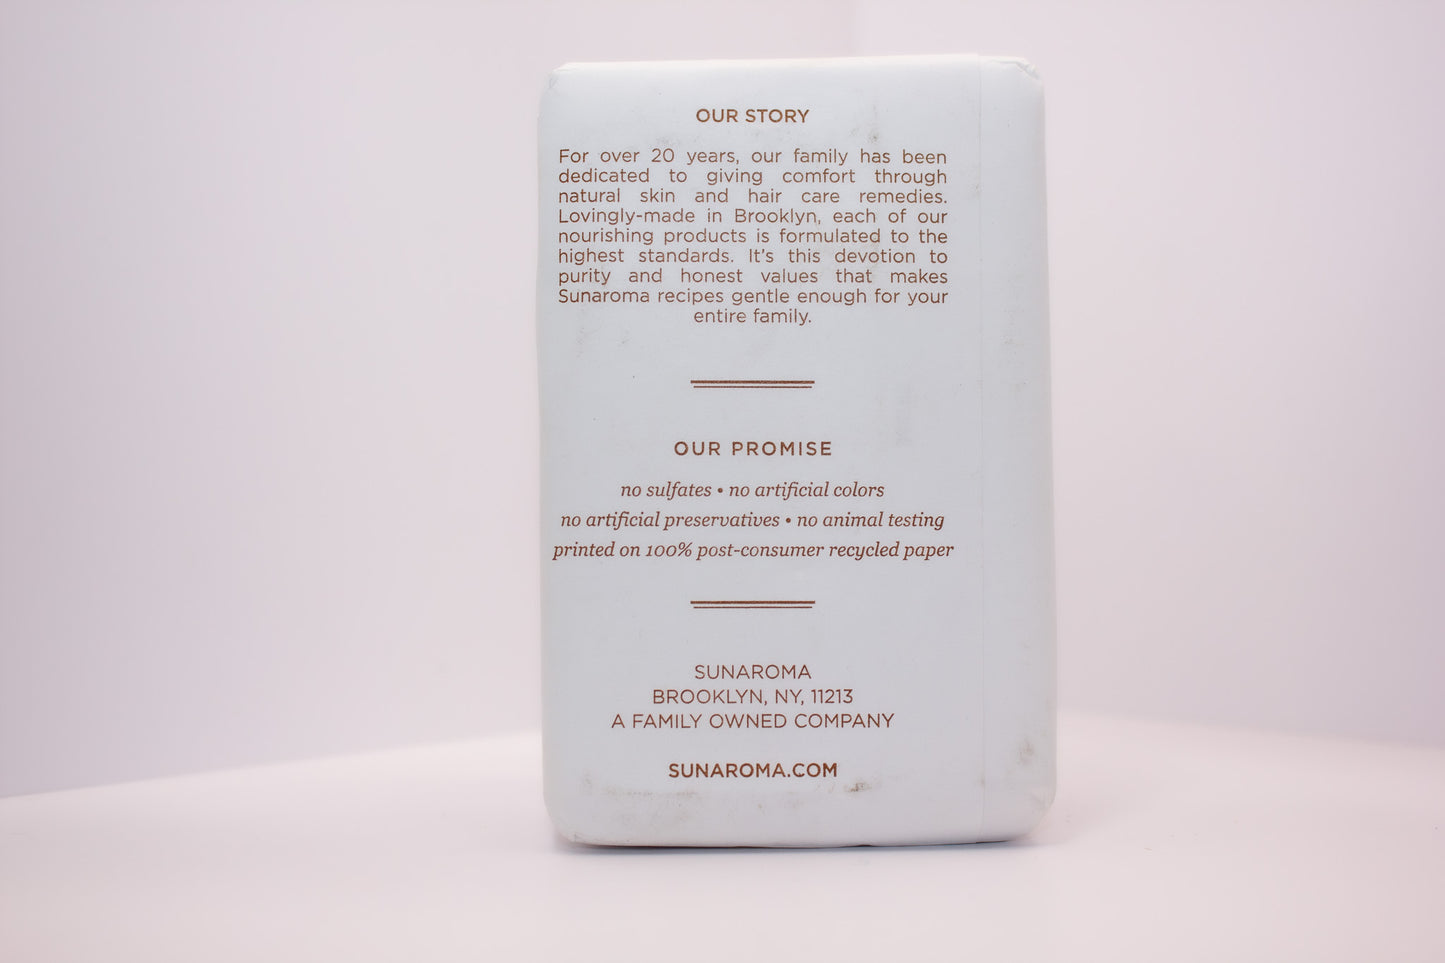 OUR STORY
For over 20 years, our family has been
dedicated to giving comfort through
natural skin and hair care remedies.
Lovingly-made in Brooklyn, each of our
nourishing products is formulated to the
highest standards. It's this devotion to
purity and honest values that makes
Sunaroma recipes gentle enough for your
entire family.
OUR PROMISE
no sulfates • no artificial colors
no artificial preservatives • no animal testing
printed on 100% post-consumer recycled paper
SUNAROMA
BROOKLYN, NY, 11213
A FAMILY OWNED COMPANY
SUNAROMA.COM